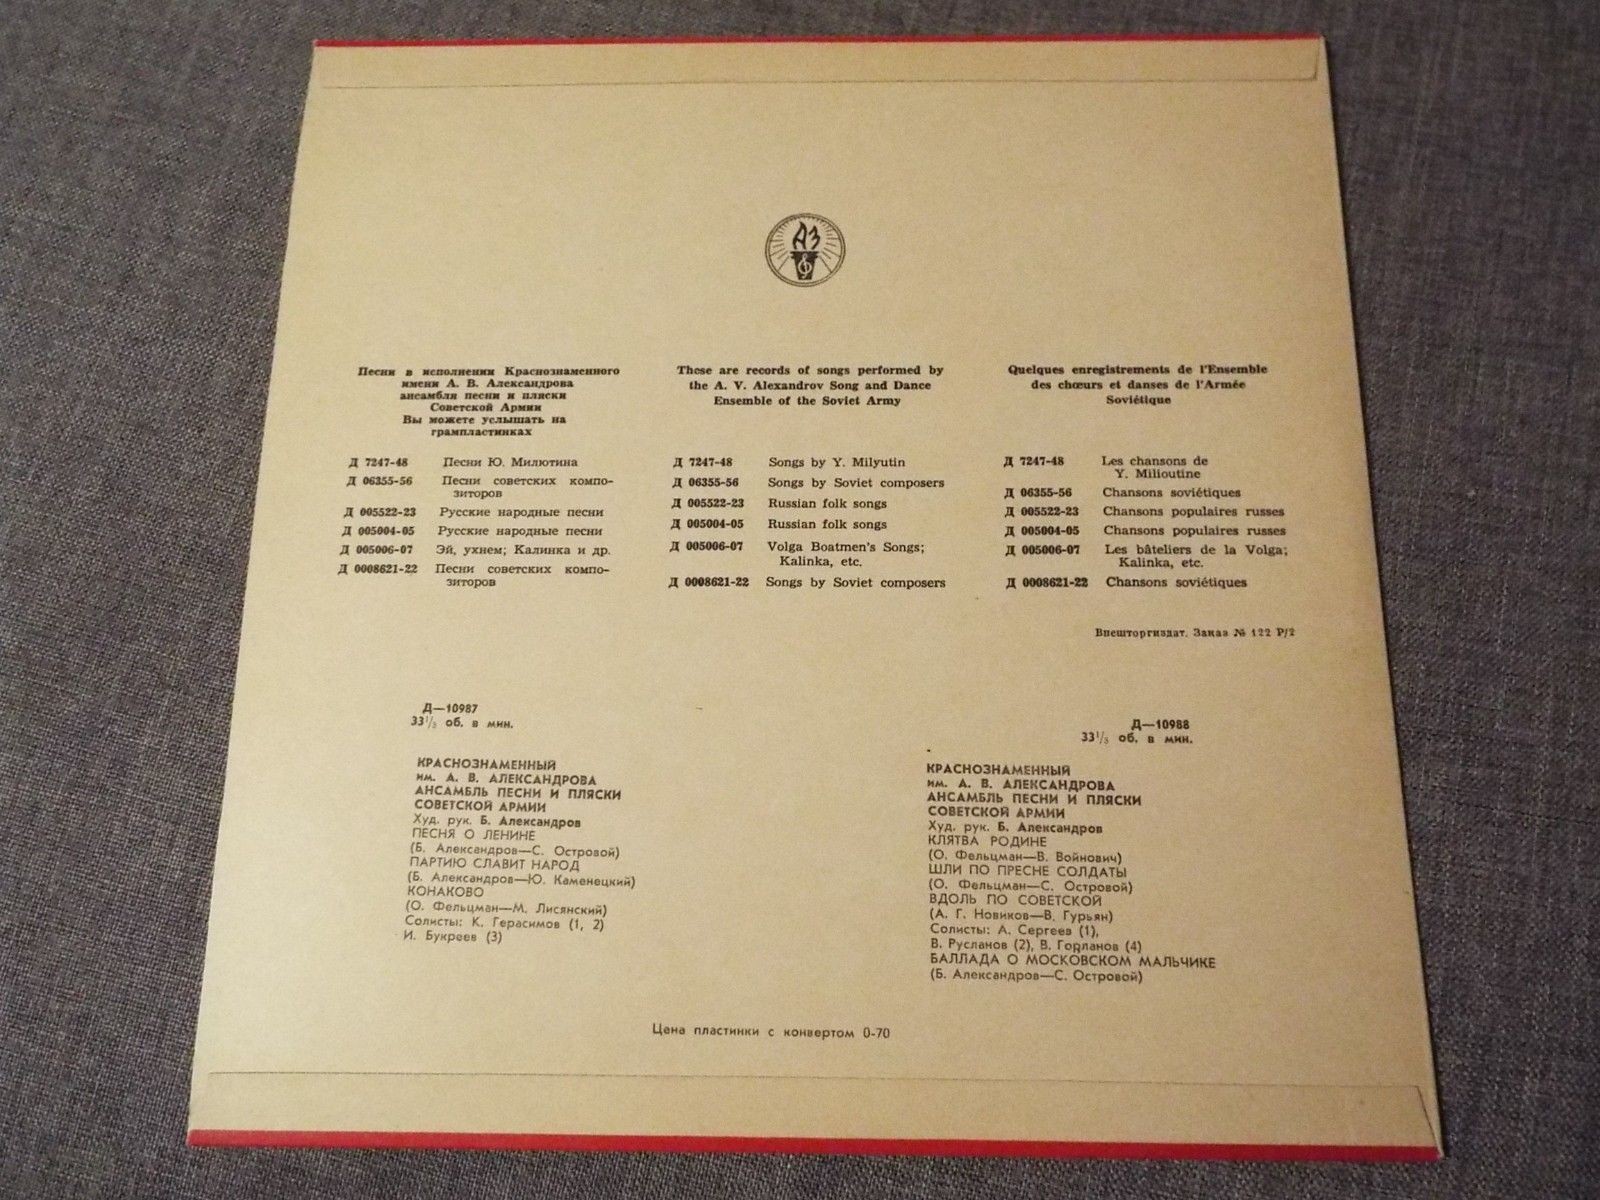 АЗ
Песни в исполнении Краснознаменного
имени А. В. Александрова
ансамбля песни и пляски
Советской Армии
Вы можете услышать на
грампластинках
Д 7247-48 Песни Ю. Милютина
Д 06355-56 Песни советских компо-
зиторов
Д 005522-23 Русские народные песни
Д 005004-05 Русские народные песни
Д 005006-07 Эй, ухнем; Калинка и др.
Д 0008621-22 Песни советских компо-
зиторов
These are records of songs performed by
the A. V. Alexandrov Song and Dance
Ensemble of the Soviet Army
Д 7247-48 Songs by Y. Milyutin
Д 06355-56 Songs by Soviet composers
Д 005522-23 Russian folk songs
Д 005004-05 Russian folk songs
Д 005006-07 Volga Boatmen's Songs;
Kalinka, etc.
Д 0008621-22 Songs by Soviet composers
Quelques enregistrements de l'Ensemble
des chœurs et danses de l'Armée
Soviétique
Д 7247-48 Les chansons de
Y. Milioutine
Д 06355-56 Chansons soviétiques
Д 005522-23 Chansons populaires russes
Д 005004-05 Chansons populaires russes
Д 005006-07 Les bâteliers de la Volga;
Kalinka, etc.
Д 0008621-22 Chansons soviétiques
Внешторгиздат. Заказ № 122 Р/2
Д—10987
33⅓ об. в мин.
КРАСНОЗНАМЕННЫЙ
им. А. В. АЛЕКСАНДРОВА
АНСАМБЛЬ ПЕСНИ И ПЛЯСКИ
СОВЕТСКОЙ АРМИИ
Худ. рук. Б. Александров
ПЕСНЯ О ЛЕНИНЕ
(Б. Александров—С. Островой)
ПАРТИЮ СЛАВИТ НАРОД
(Б. Александров—Ю. Каменецкий)
КОНАКОВО
(О. Фельцман—М. Лисянский)
Солисты: К. Герасимов (1, 2)
И. Букреев (3)
Д—10988
33⅓ об. в мин.
КРАСНОЗНАМЕННЫЙ
им. А. В. АЛЕКСАНДРОВА
АНСАМБЛЬ ПЕСНИ И ПЛЯСКИ
СОВЕТСКОЙ АРМИИ
Худ. рук. Б. Александров
КЛЯТВА РОДИНЕ
(О. Фельцман—В. Войнович)
ШЛИ ПО ПРЕСНЕ СОЛДАТЫ
(О. Фельцман—С. Островой)
ВДОЛЬ ПО СОВЕТСКОЙ
(А. Г. Новиков—В. Гурьян)
Солисты: А. Сергеев (1),
В. Русланов (2), В. Горланов (4)
БАЛЛАДА О МОСКОВСКОМ МАЛЬЧИКЕ
(Б. Александров—С. Островой)
Цена пластинки с конвертом 0-70